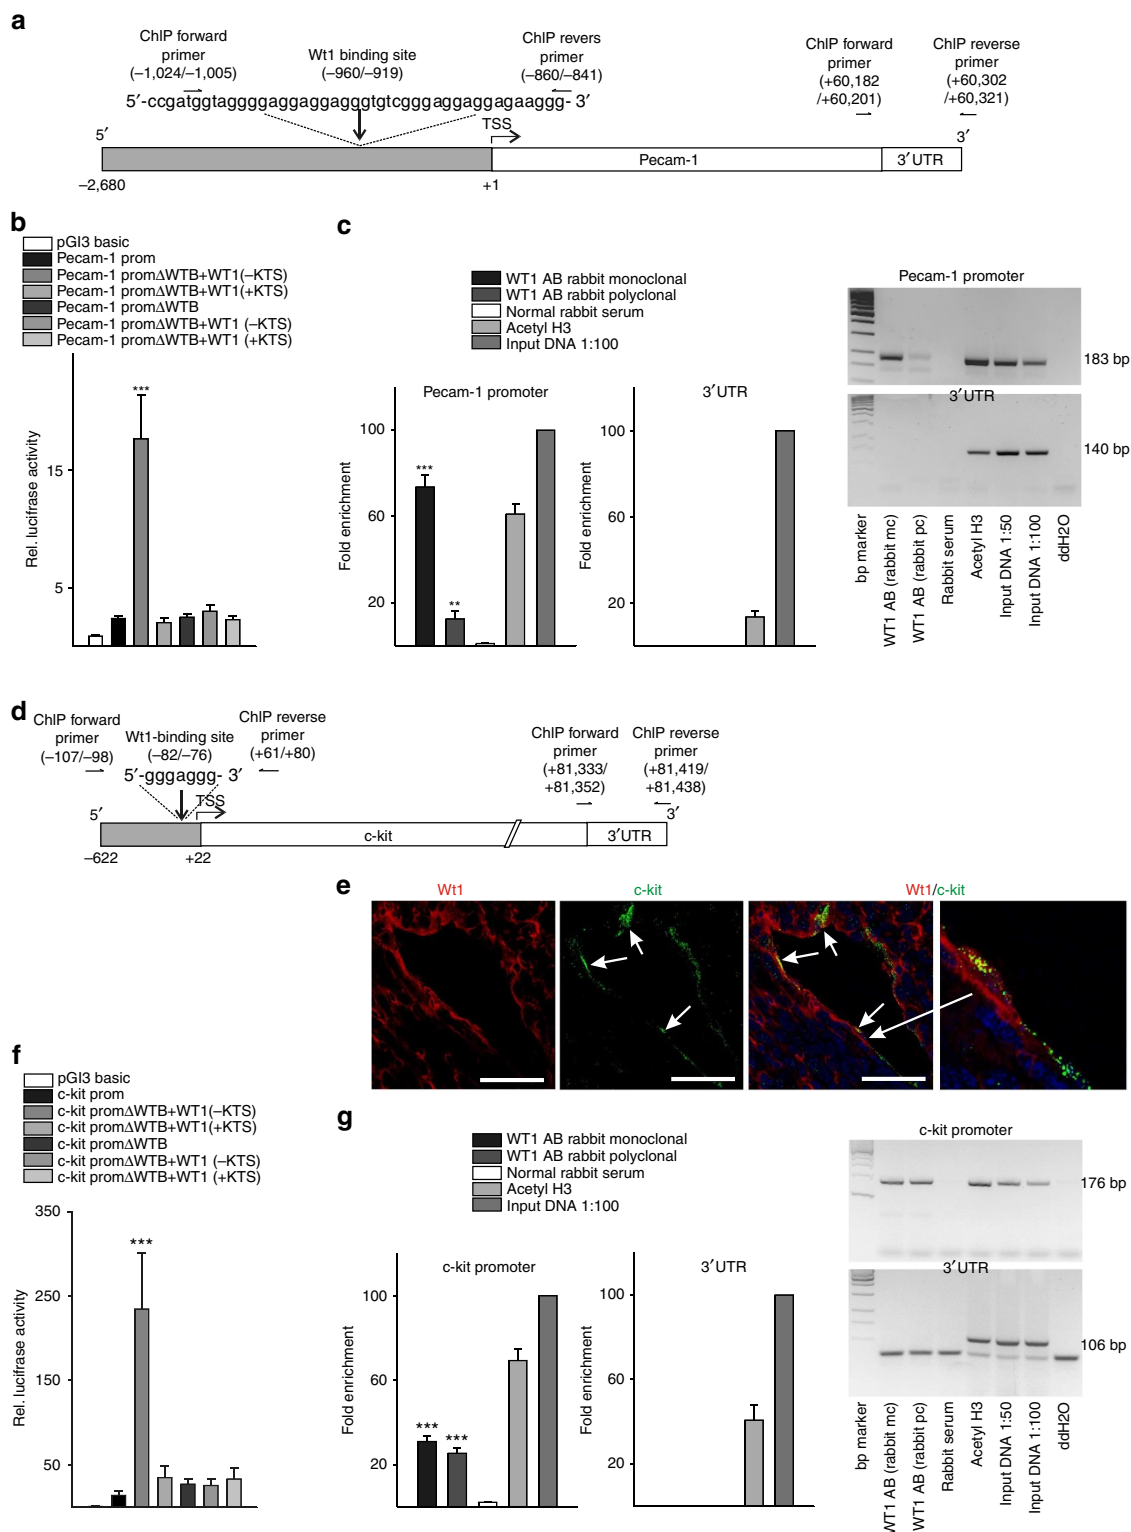 a
ChIP forward
primer
(−1,024/−1,005)
Wt1 binding site
(−960/−919)
ChIP revers
primer
(−860/−841)
ChIP forward
primer
(+60,182
/+60,201)
ChIP reverse
primer
(+60,302
/+60,321)
5′-ccgatggtaggggaggaggagggtgtcgggaggaggagaaggg- 3′
TSS
5′
3′
Pecam-1
3′UTR
−2,680
+1
b
pGl3 basic
Pecam-1 prom
Pecam-1 promΔWTB+WT1(−KTS)
Pecam-1 promΔWTB+WT1(+KTS)
Pecam-1 promΔWTB
Pecam-1 promΔWTB+WT1 (−KTS)
Pecam-1 promΔWTB+WT1 (+KTS)
Rel. lucifrase activity
15
5
***
c
WT1 AB rabbit monoclonal
WT1 AB rabbit polyclonal
Normal rabbit serum
Acetyl H3
Input DNA 1:100
Pecam-1 promoter
Fold enrichment
100
60
20
***
**
3′UTR
Fold enrichment
100
60
20
Pecam-1 promoter
183 bp
3′UTR
140 bp
bp marker
WT1 AB (rabbit mc)
WT1 AB (rabbit pc)
Rabbit serum
Acetyl H3
Input DNA 1:50
Input DNA 1:100
ddH2O
d
ChIP forward
primer
(−107/−98)
Wt1-binding site
(−82/−76)
ChIP reverse
primer
(+61/+80)
ChIP forward
primer
(+81,333/
+81,352)
ChIP reverse
primer
(+81,419/
+81,438)
5′-gggaggg- 3′
TSS
5′
3′
c-kit
3′UTR
−622
+22
e
Wt1
c-kit
Wt1/c-kit
f
pGl3 basic
c-kit prom
c-kit promΔWTB+WT1(−KTS)
c-kit promΔWTB+WT1(+KTS)
c-kit promΔWTB
c-kit promΔWTB+WT1 (−KTS)
c-kit promΔWTB+WT1 (+KTS)
Rel. lucifrase activity
350
250
150
50
***
g
WT1 AB rabbit monoclonal
WT1 AB rabbit polyclonal
Normal rabbit serum
Acetyl H3
Input DNA 1:100
c-kit promoter
Fold enrichment
100
60
20
***
***
3′UTR
Fold enrichment
100
60
20
c-kit promoter
176 bp
3′UTR
106 bp
bp marker
WT1 AB (rabbit mc)
WT1 AB (rabbit pc)
Rabbit serum
Acetyl H3
Input DNA 1:50
Input DNA 1:100
ddH2O